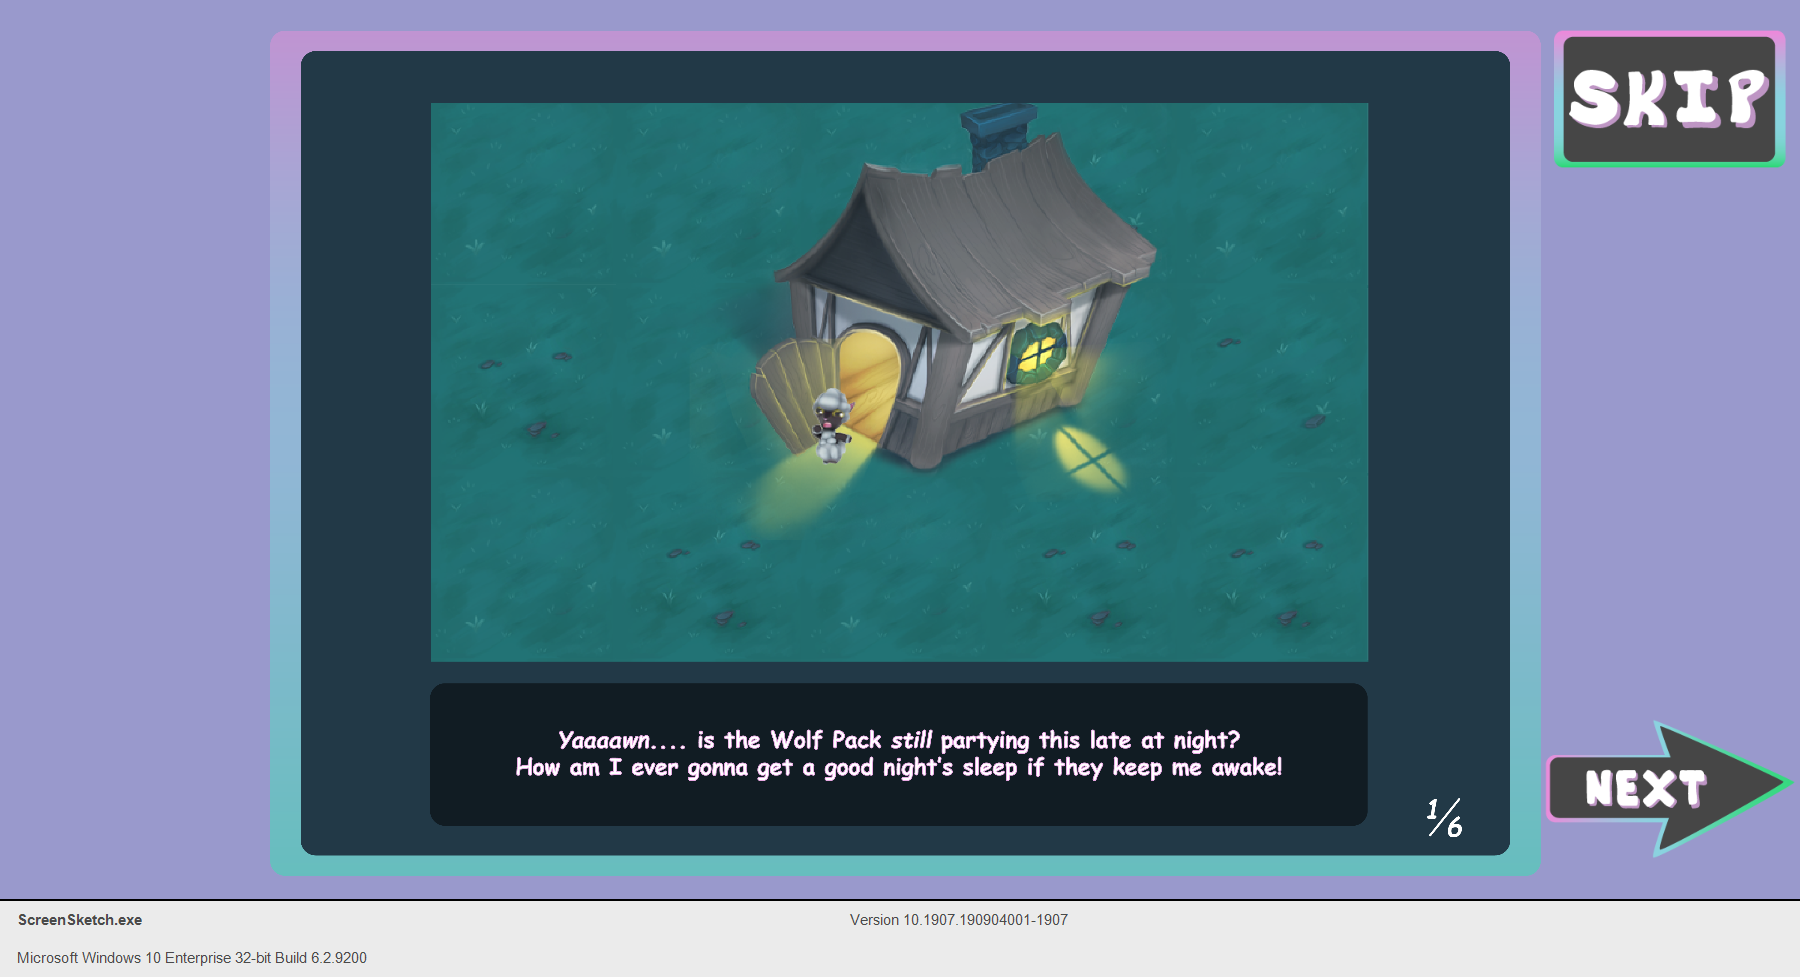 SKIP
Yaaaawn.... is the Wolf Pack still partying this late at night?
How am I ever gonna get a good night's sleep if they keep me awake!
1/6
NEXT
ScreenSketch.exe
Version 10.1907.190904001-1907
Microsoft Windows 10 Enterprise 32-bit Build 6.2.9200